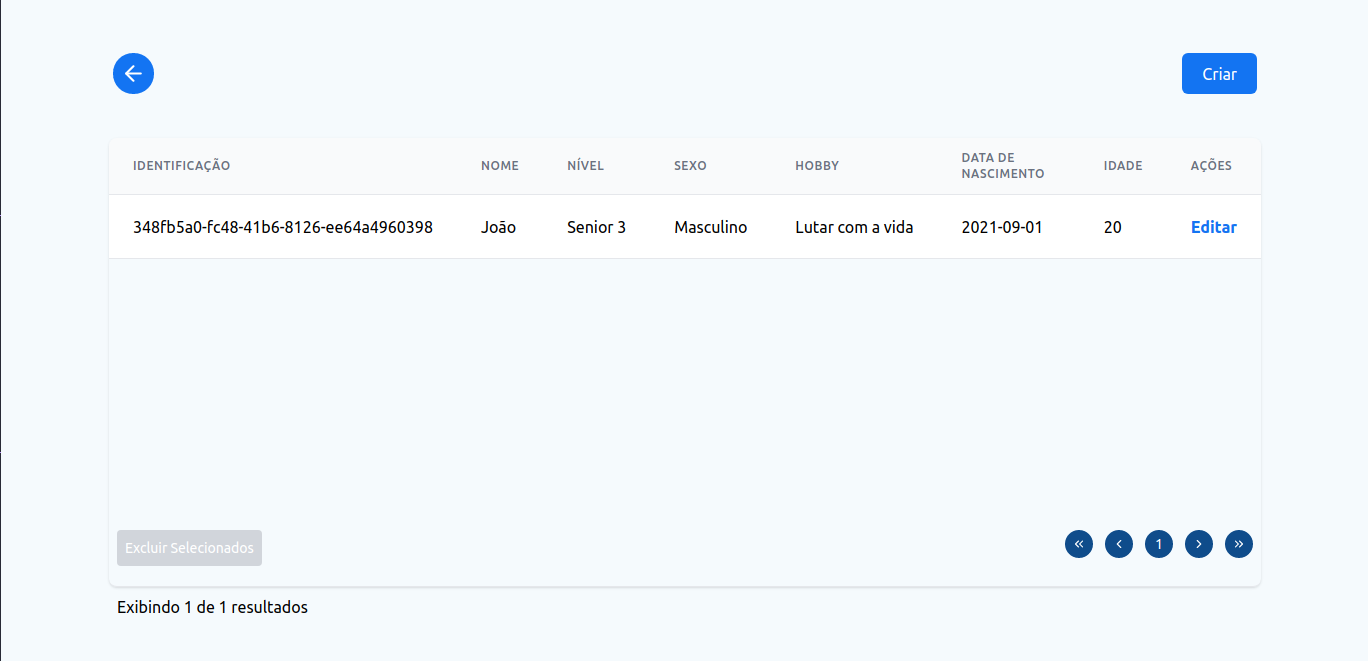 Criar
IDENTIFICAÇÃO NOME NÍVEL SEXO HOBBY DATA DE NASCIMENTO IDADE AÇÕES
348fb5a0-fc48-41b6-8126-ee64a4960398 João Senior 3 Masculino Lutar com a vida 2021-09-01 20 Editar
Excluir Selecionados « ‹ 1 › »
Exibindo 1 de 1 resultados